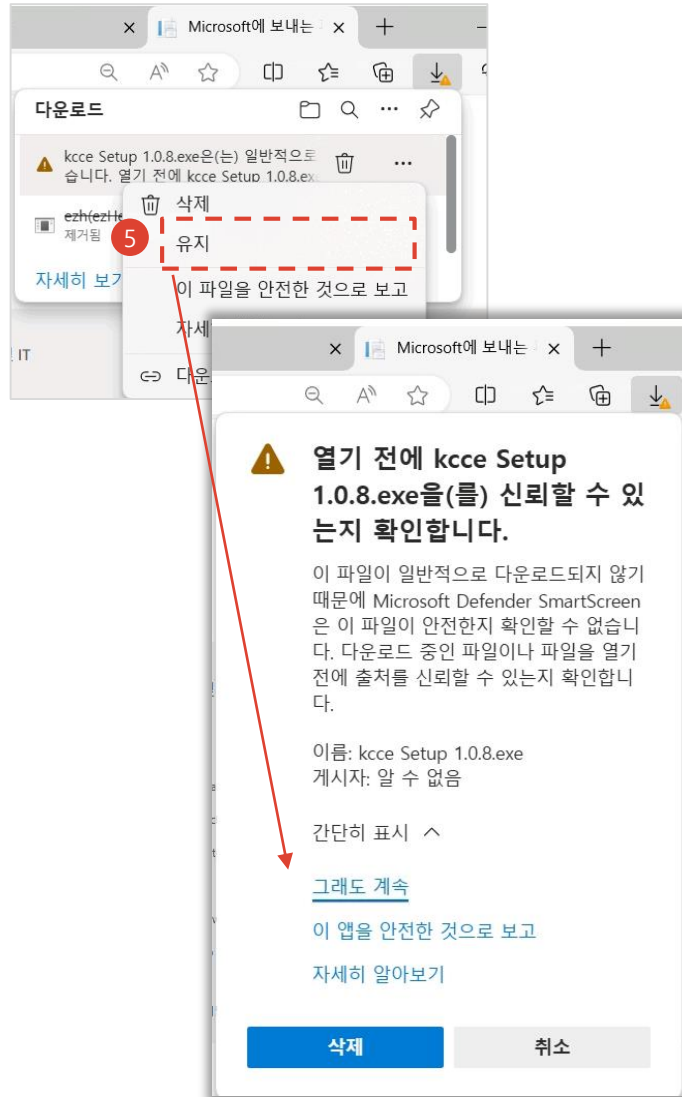 Microsoft에 보내는
다운로드
kcce Setup 1.0.8.exe은(는) 일반적으로
습니다. 열기 전에 kcce Setup 1.0.8.ex
삭제
제거됨
5
유지
자세히 보기
이 파일을 안전한 것으로 보고
자세
IT
다운
Microsoft에 보내는
열기 전에 kcce Setup
1.0.8.exe을(를) 신뢰할 수 있
는지 확인합니다.
이 파일이 일반적으로 다운로드되지 않기
때문에 Microsoft Defender SmartScreen
은 이 파일이 안전한지 확인할 수 없습니
다. 다운로드 중인 파일이나 파일을 열기
전에 출처를 신뢰할 수 있는지 확인합니
다.
이름: kcce Setup 1.0.8.exe
게시자: 알 수 없음
간단히 표시
그래도 계속
이 앱을 안전한 것으로 보고
자세히 알아보기
삭제 취소